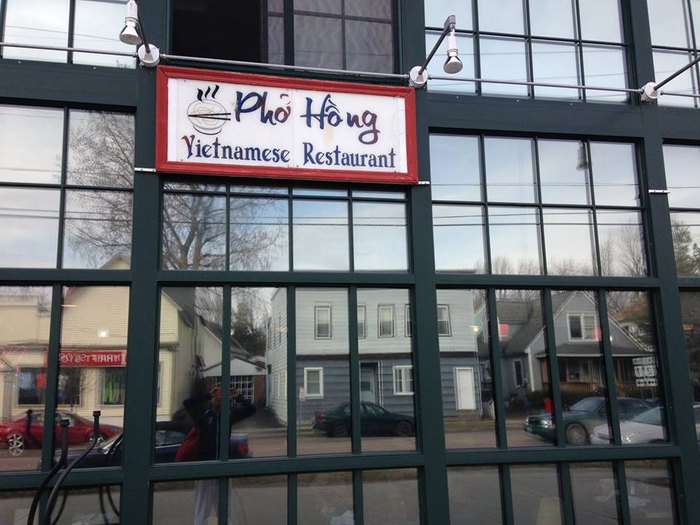 Phở Hồng
Vietnamese Restaurant